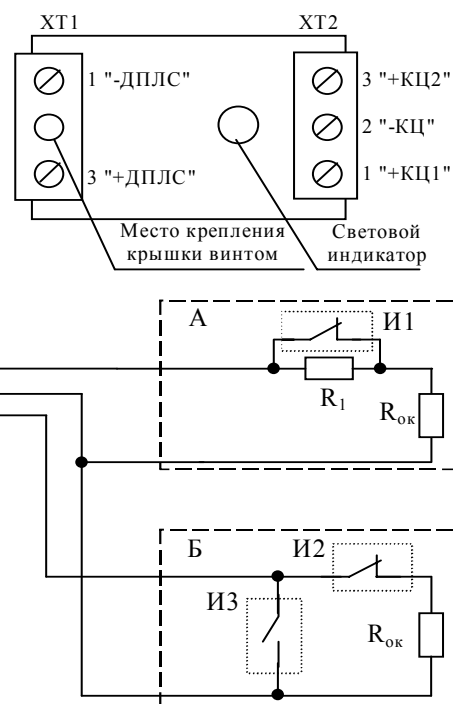 XT1 XT2
1 "-ДПЛС" 3 "+КЦ2"
2 "-КЦ"
3 "+ДПЛС" 1 "+КЦ1"
Место крепления крышки винтом
Световой индикатор
А И1
R1
Rок
Б И2
И3
Rок